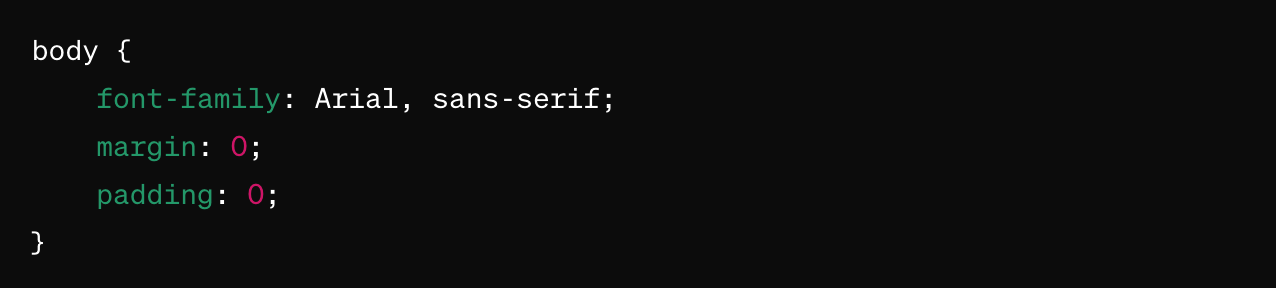 body {
    font-family: Arial, sans-serif;
    margin: 0;
    padding: 0;
}